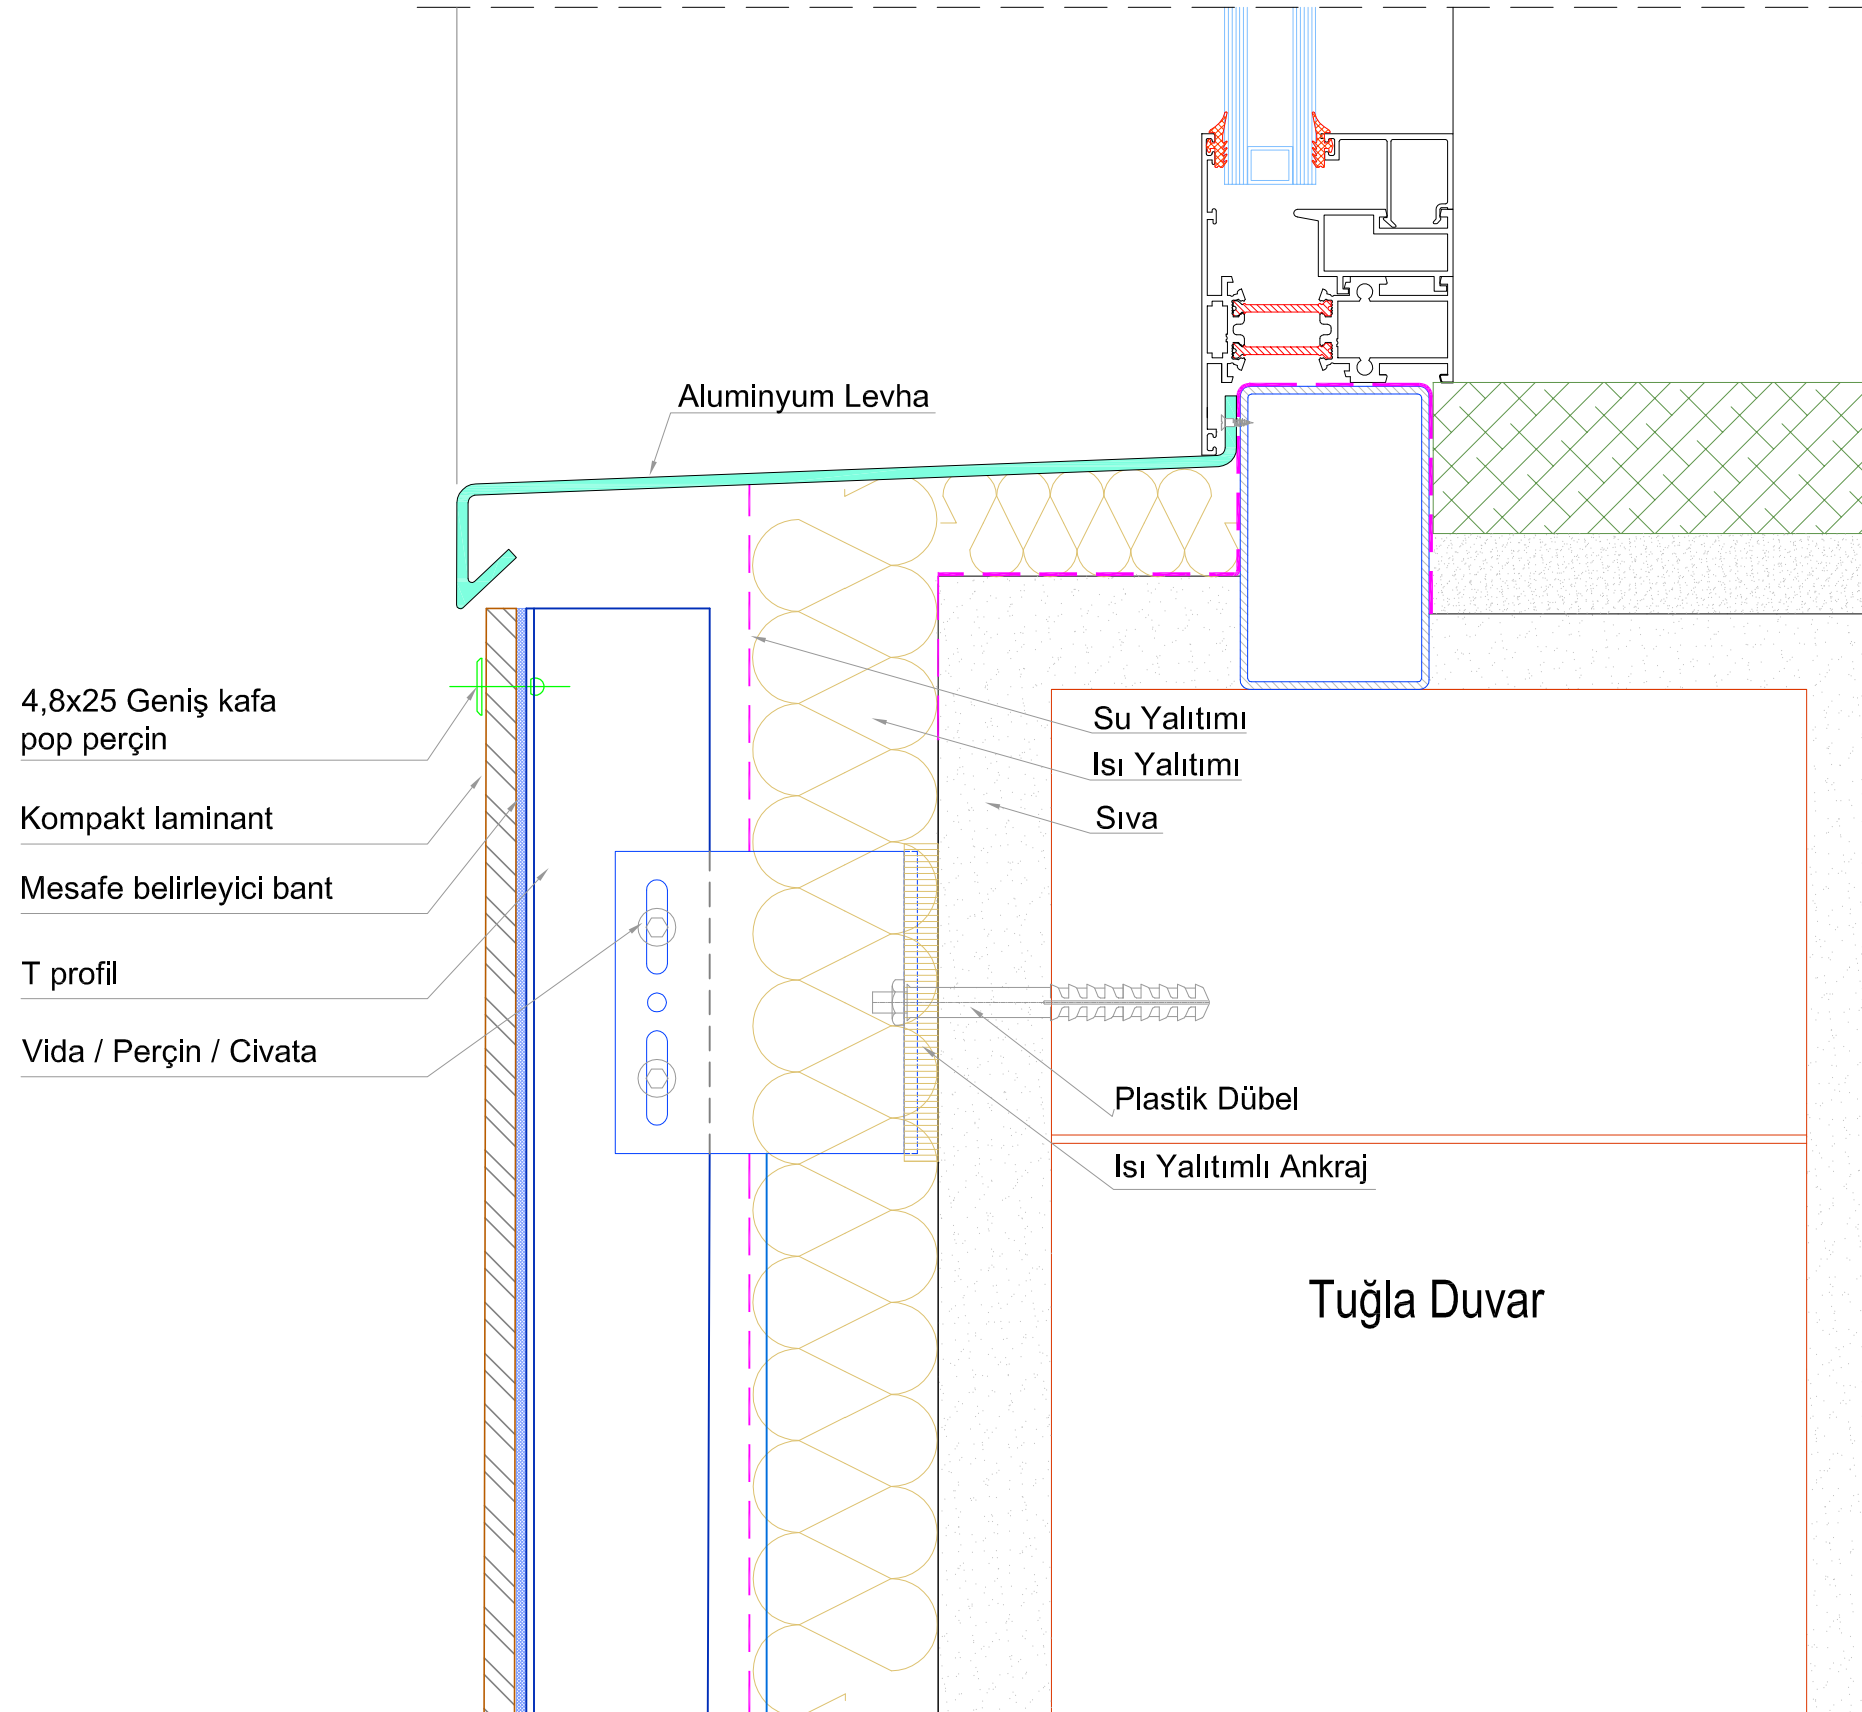 Aluminyum Levha
4,8x25 Geniş kafa
pop perçin
Kompakt laminant
Mesafe belirleyici bant
T profil
Vida / Perçin / Civata
Su Yalıtımı
Isı Yalıtımı
Sıva
Plastik Dübel
Isı Yalıtımlı Ankraj
Tuğla Duvar